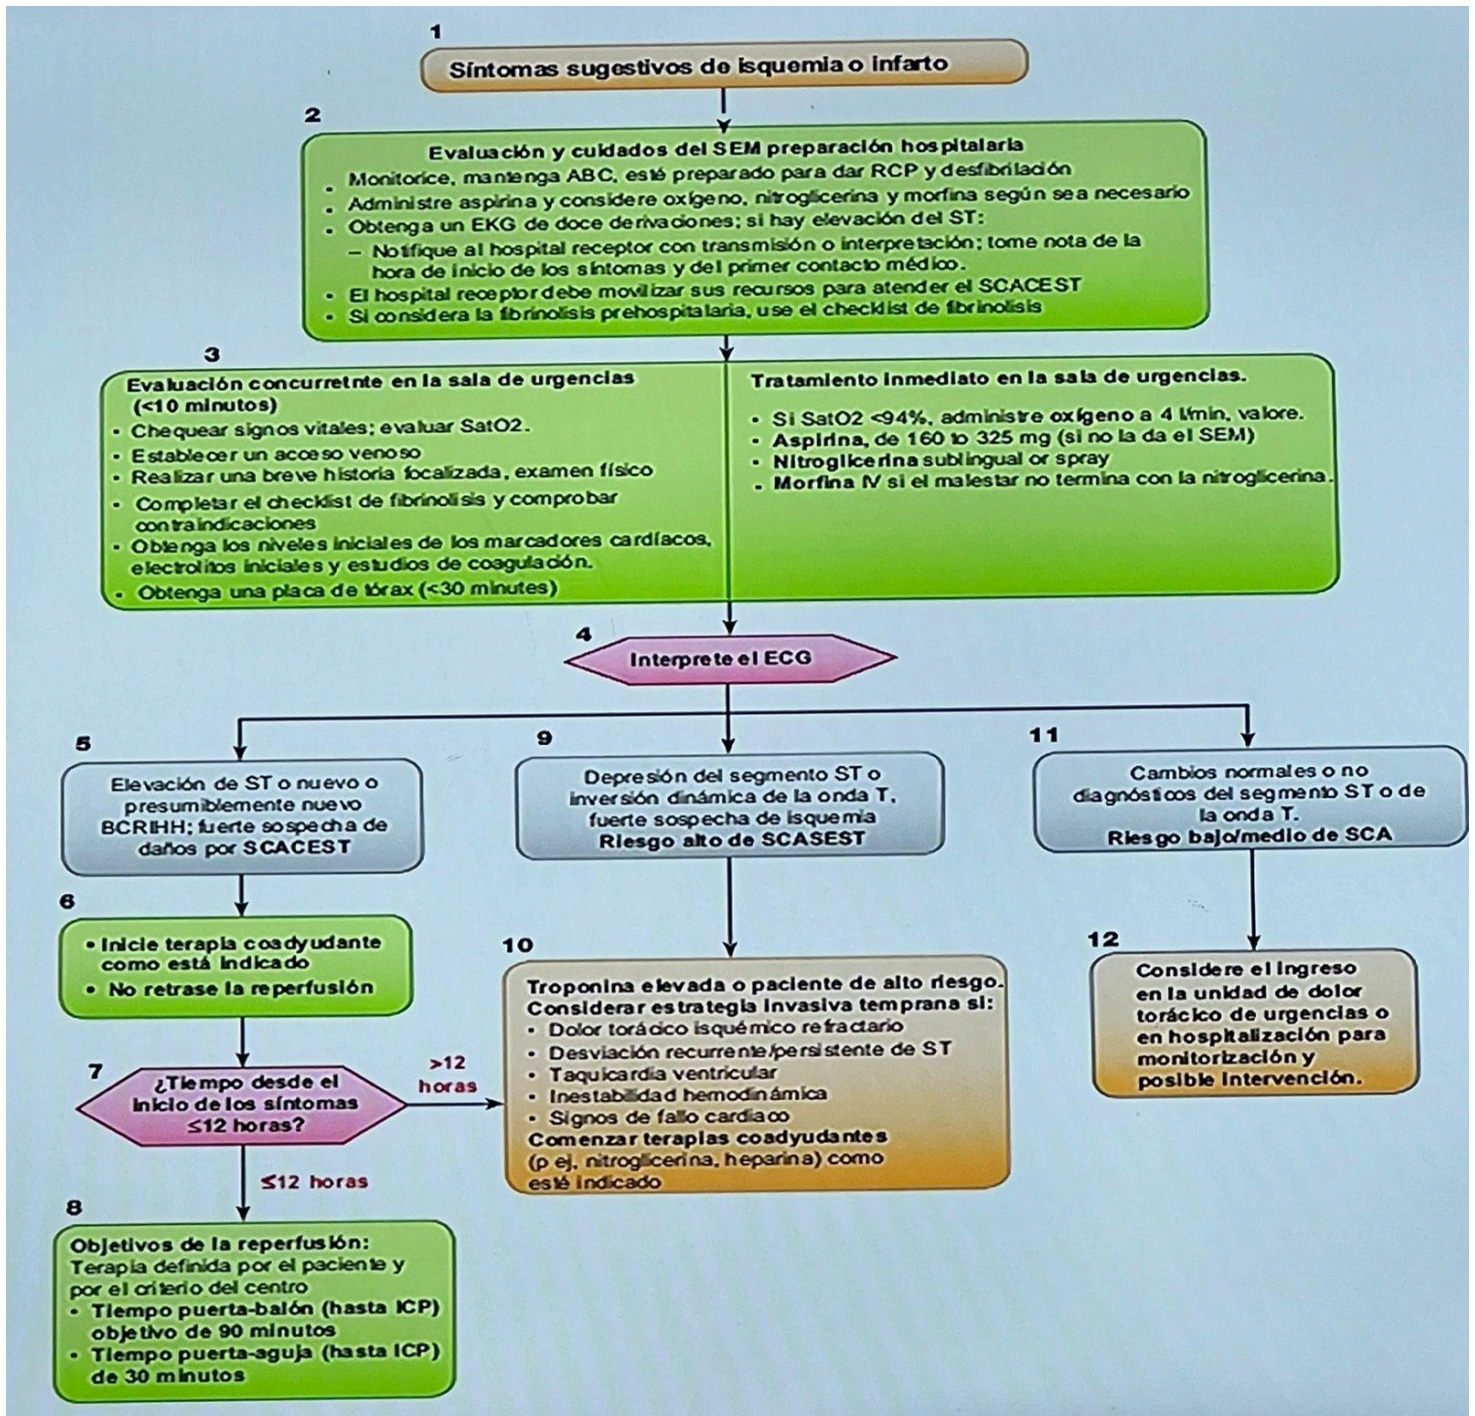 1
Síntomas sugestivos de isquemia o infarto
2
Evaluación y cuidados del SEM preparación hospitalaria
• Monitorice, mantenga ABC, esté preparado para dar RCP y desfibrilación
• Administre aspirina y considere oxígeno, nitroglicerina y morfina según sea necesario
• Obtenga un EKG de doce derivaciones; si hay elevación del ST:
– Notifique al hospital receptor con transmisión o interpretación; tome nota de la
hora de inicio de los síntomas y del primer contacto médico.
• El hospital receptor debe movilizar sus recursos para atender el SCACEST
• Si considera la fibrinolisis prehospitalaria, use el checklist de fibrinolisis
3
Evaluación concurretnte en la sala de urgencias
(<10 minutos)
• Chequear signos vitales; evaluar SatO2.
• Establecer un acceso venoso
• Realizar una breve historia focalizada, examen físico
• Completar el checklist de fibrinolisis y comprobar
contraindicaciones
• Obtenga los niveles iniciales de los marcadores cardíacos,
electrolitos iniciales y estudios de coagulación.
• Obtenga una placa de tórax (<30 minutes)
Tratamiento inmediato en la sala de urgencias.
• Si SatO2 <94%, administre oxígeno a 4 l/min, valore.
• Aspirina, de 160 to 325 mg (si no la da el SEM)
• Nitroglicerina sublingual or spray
• Morfina IV si el malestar no termina con la nitroglicerina.
4
Interprete el ECG
5
Elevación de ST o nuevo o
presumiblemente nuevo
BCRIHH; fuerte sospecha de
daños por SCACEST
9
Depresión del segmento ST o
inversión dinámica de la onda T,
fuerte sospecha de isquemia
Riesgo alto de SCASEST
11
Cambios normales o no
diagnósticos del segmento ST o de
la onda T.
Riesgo bajo/medio de SCA
6
• Inicie terapia coadyudante
como está indicado
• No retrase la reperfusión
7
¿Tiempo desde el
inicio de los síntomas
≤12 horas?
>12
horas
≤12 horas
8
Objetivos de la reperfusión:
Terapia definida por el paciente y
por el criterio del centro
• Tiempo puerta-balón (hasta ICP)
objetivo de 90 minutos
• Tiempo puerta-aguja (hasta ICP)
de 30 minutos
10
Troponina elevada o paciente de alto riesgo.
Considerar estrategia invasiva temprana si:
• Dolor torácico isquémico refractario
• Desviación recurrente/persistente de ST
• Taquicardia ventricular
• Inestabilidad hemodinámica
• Signos de fallo cardiaco
Comenzar terapias coadyudantes
(p ej, nitroglicerina, heparina) como
esté indicado
12
Considere el ingreso
en la unidad de dolor
torácico de urgencias o
en hospitalización para
monitorización y
posible intervención.